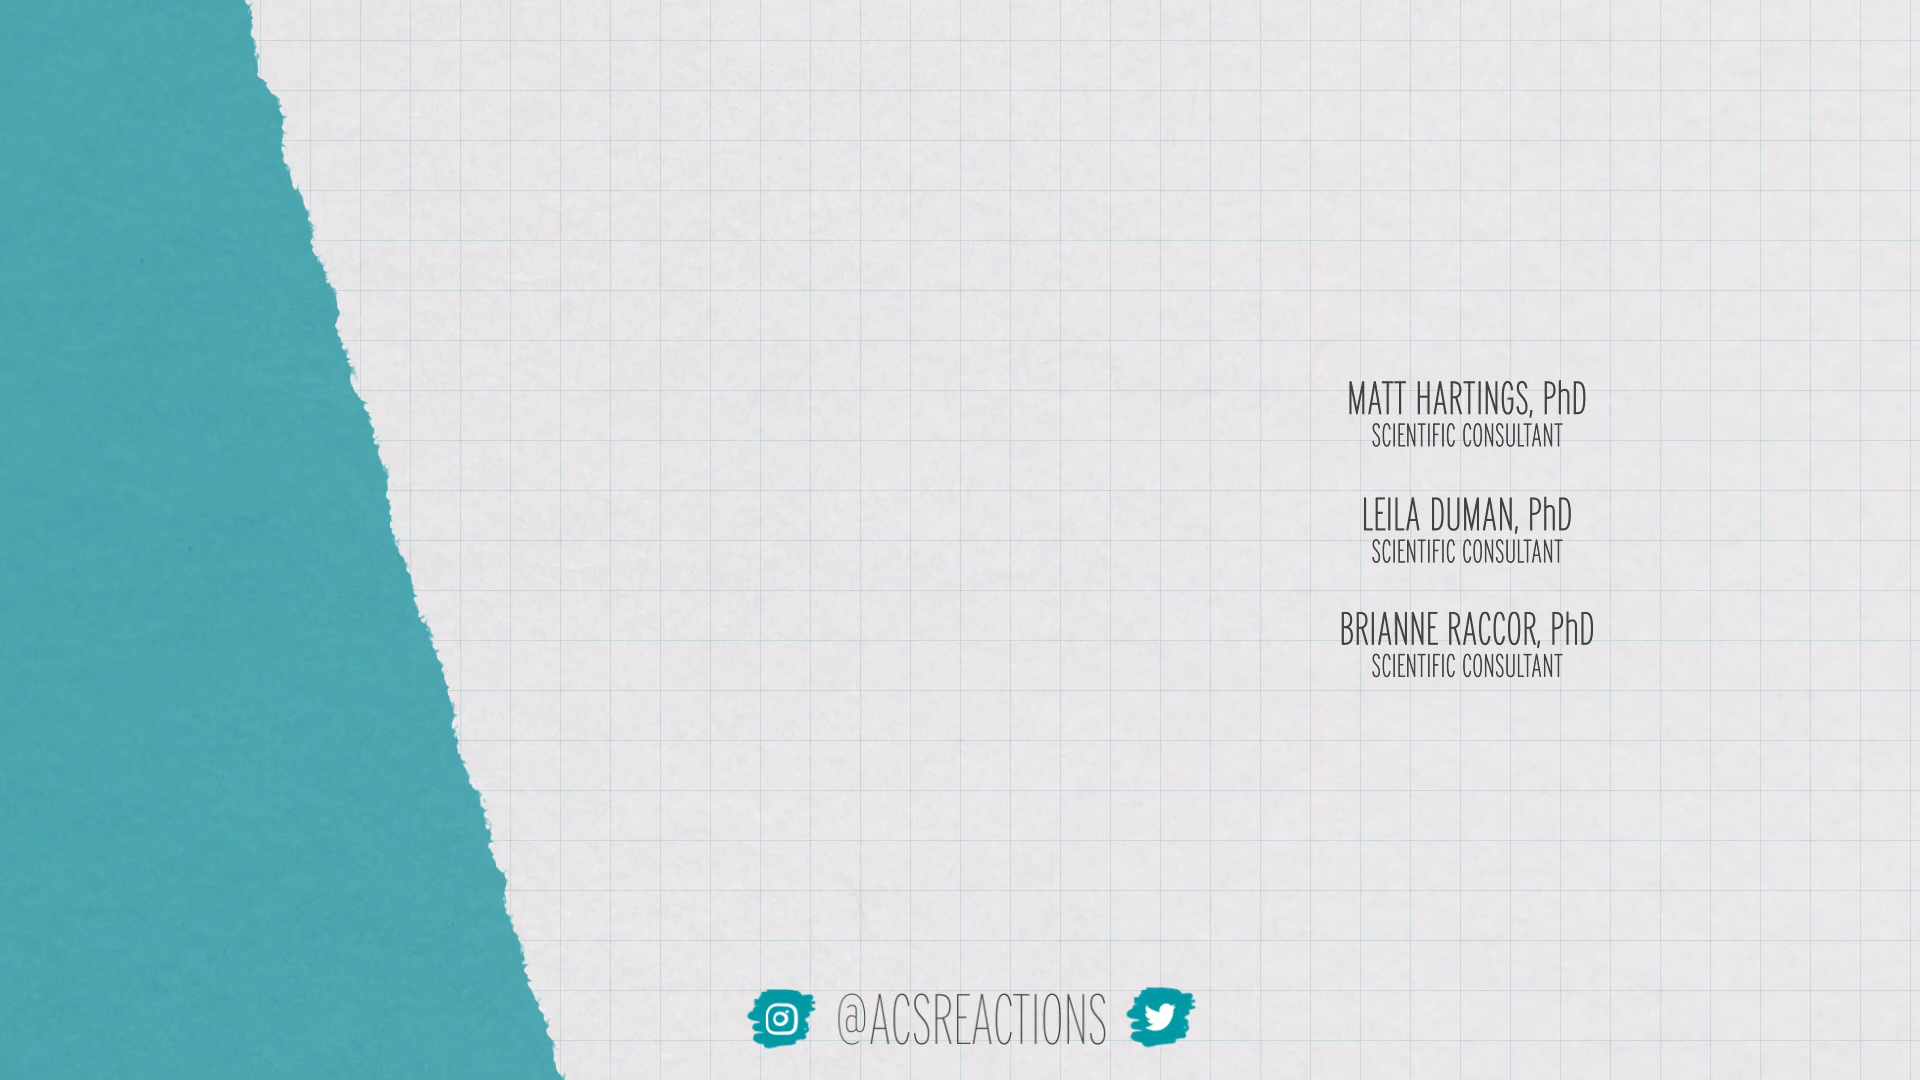 MATT HARTINGS, PhD
SCIENTIFIC CONSULTANT
LEILA DUMAN, PhD
SCIENTIFIC CONSULTANT
BRIANNE RACCOR, PhD
SCIENTIFIC CONSULTANT
@ACSREACTIONS